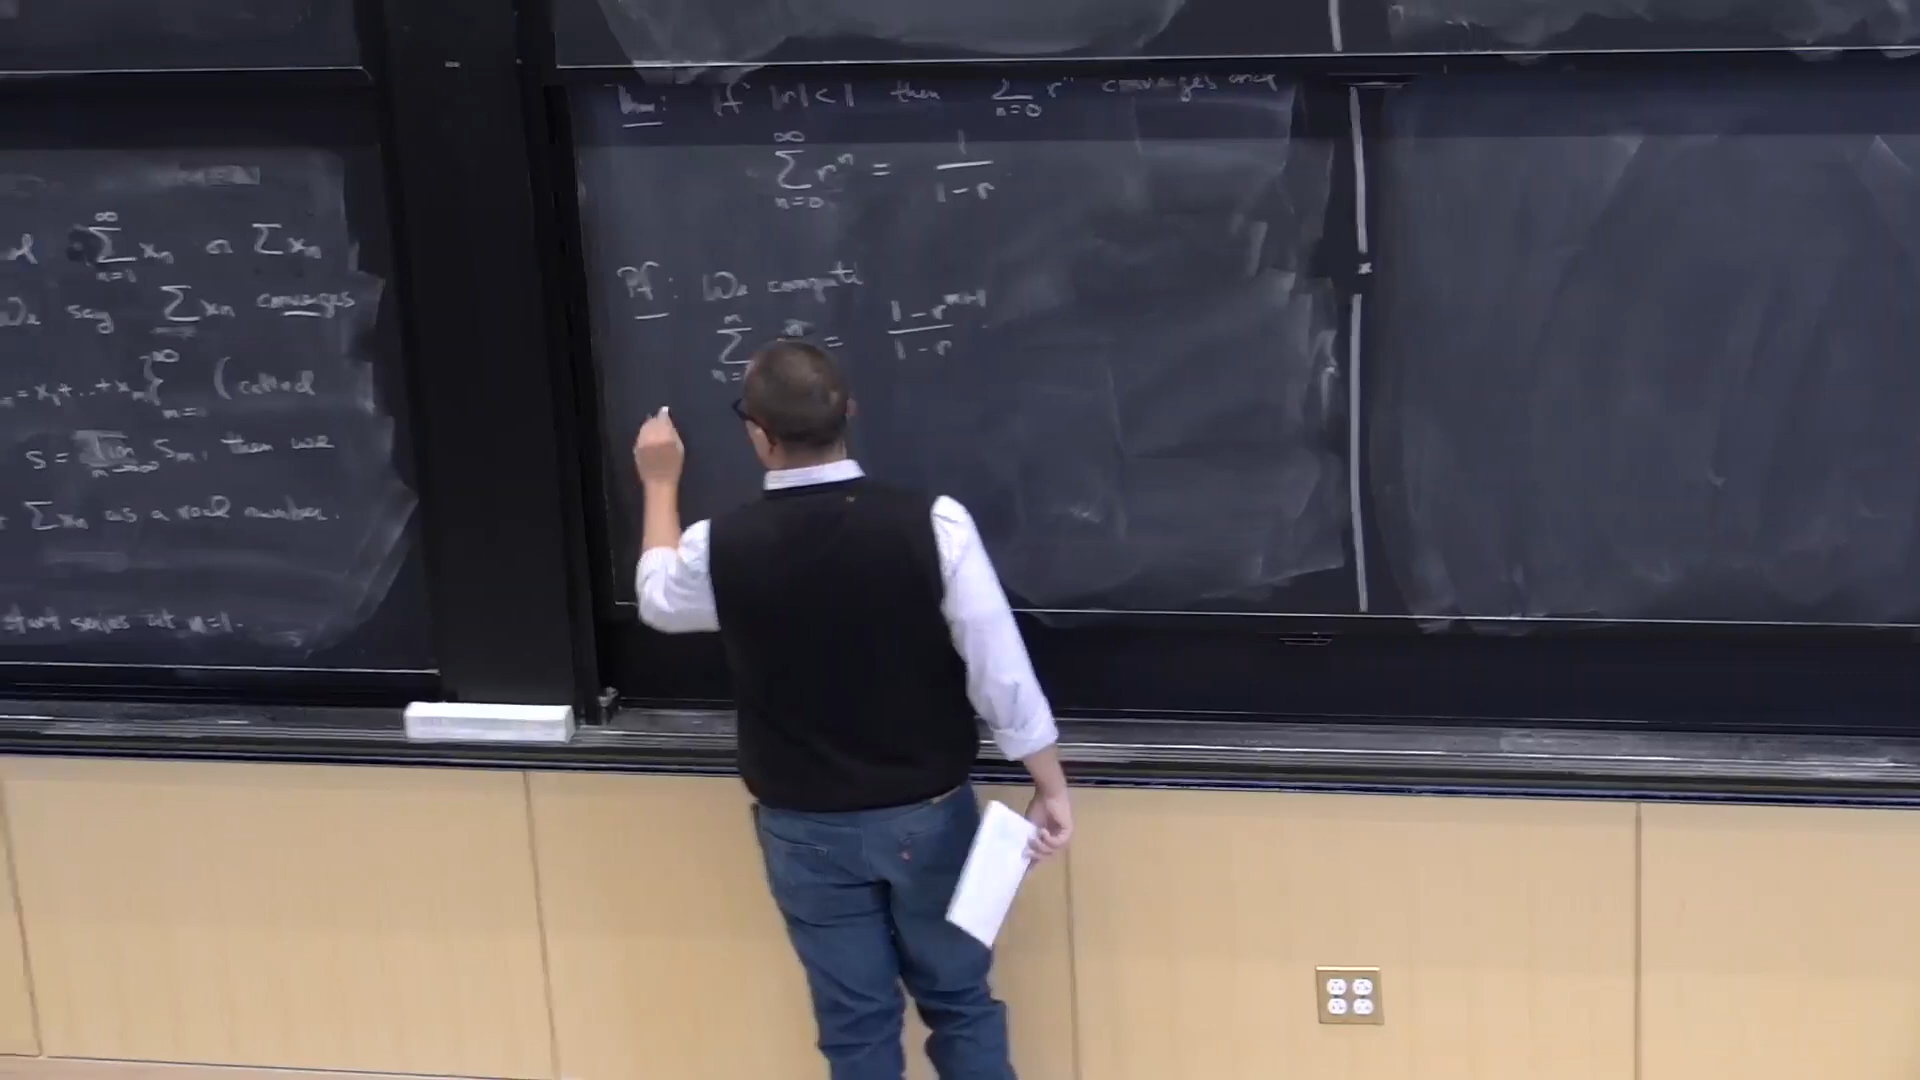 ∑_{n=1}^{∞} x_n or ∑x_n
We say ∑x_n converges
= x_1+...+x_m}_{m=1}^{∞} (called
S = lim_{m→∞} S_m, then we
∑x_n as a real number.
start series at n=1.
Thm: If |r|<1 then ∑_{n=0} r^n converges and
∑_{n=0}^{∞} r^n = 1/(1-r)
Pf: We compute
∑_{n=}^{m} = (1-r^{m+1})/(1-r)